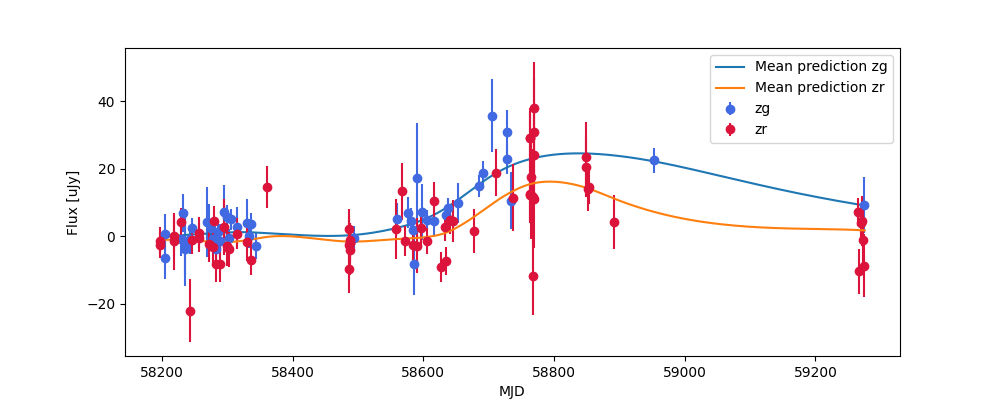 Mean prediction zg
Mean prediction zr
zg
zr
Flux [uJy]
40
20
0
−20
58200
58400
58600
58800
59000
59200
MJD